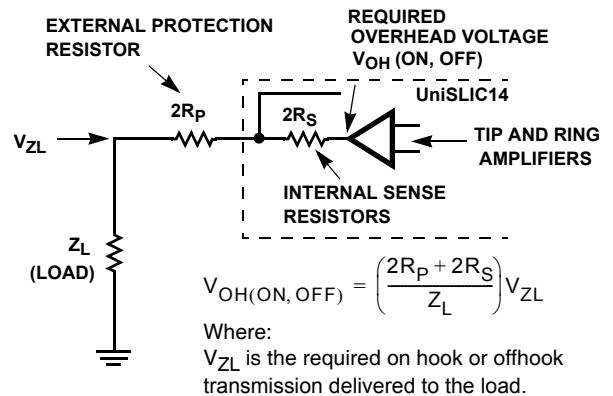 EXTERNAL PROTECTION
RESISTOR
REQUIRED
OVERHEAD VOLTAGE
VOH (ON, OFF)
UniSLIC14
2RP
2RS
VZL
TIP AND RING
AMPLIFIERS
INTERNAL SENSE
RESISTORS
ZL
(LOAD)
VOH(ON, OFF) = ((2RP + 2RS)/ZL) VZL
Where:
VZL is the required on hook or offhook
transmission delivered to the load.